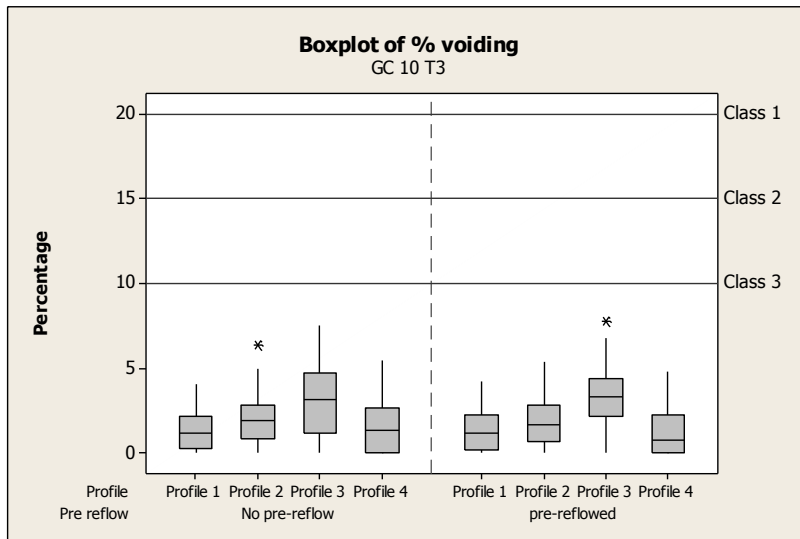 Boxplot of % voiding
GC 10 T3
Percentage
20
15
10
5
0
Class 1
Class 2
Class 3
Profile Profile 1 Profile 2 Profile 3 Profile 4 Profile 1 Profile 2 Profile 3 Profile 4
Pre reflow No pre-reflow pre-reflowed